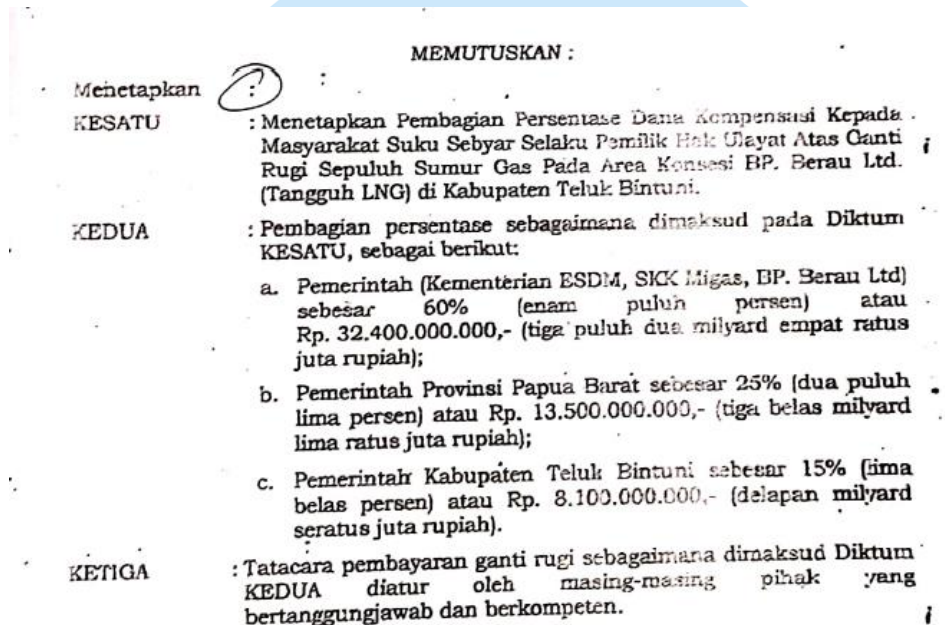 MEMUTUSKAN :
Menetapkan : :
KESATU : Menetapkan Pembagian Persentase Dana Kompensasi Kepada
Masyarakat Suku Sebyar Selaku Pemilik Hak Ulayat Atas Ganti
Rugi Sepuluh Sumur Gas Pada Area Konsesi BP. Berau Ltd.
(Tangguh LNG) di Kabupaten Teluk Bintuni.
KEDUA : Pembagian persentase sebagaimana dimaksud pada Diktum
KESATU, sebagai berikut:
a. Pemerintah (Kementerian ESDM, SKK Migas, BP. Berau Ltd)
sebesar 60% (enam puluh persen) atau
Rp. 32.400.000.000,- (tiga puluh dua milyard empat ratus
juta rupiah);
b. Pemerintah Provinsi Papua Barat sebesar 25% (dua puluh
lima persen) atau Rp. 13.500.000.000,- (tiga belas milyard
lima ratus juta rupiah);
c. Pemerintah Kabupaten Teluk Bintuni sebesar 15% (lima
belas persen) atau Rp. 8.100.000.000,- (delapan milyard
seratus juta rupiah).
KETIGA : Tatacara pembayaran ganti rugi sebagaimana dimaksud Diktum
KEDUA diatur oleh masing-masing pihak yang
bertanggungjawab dan berkompeten.